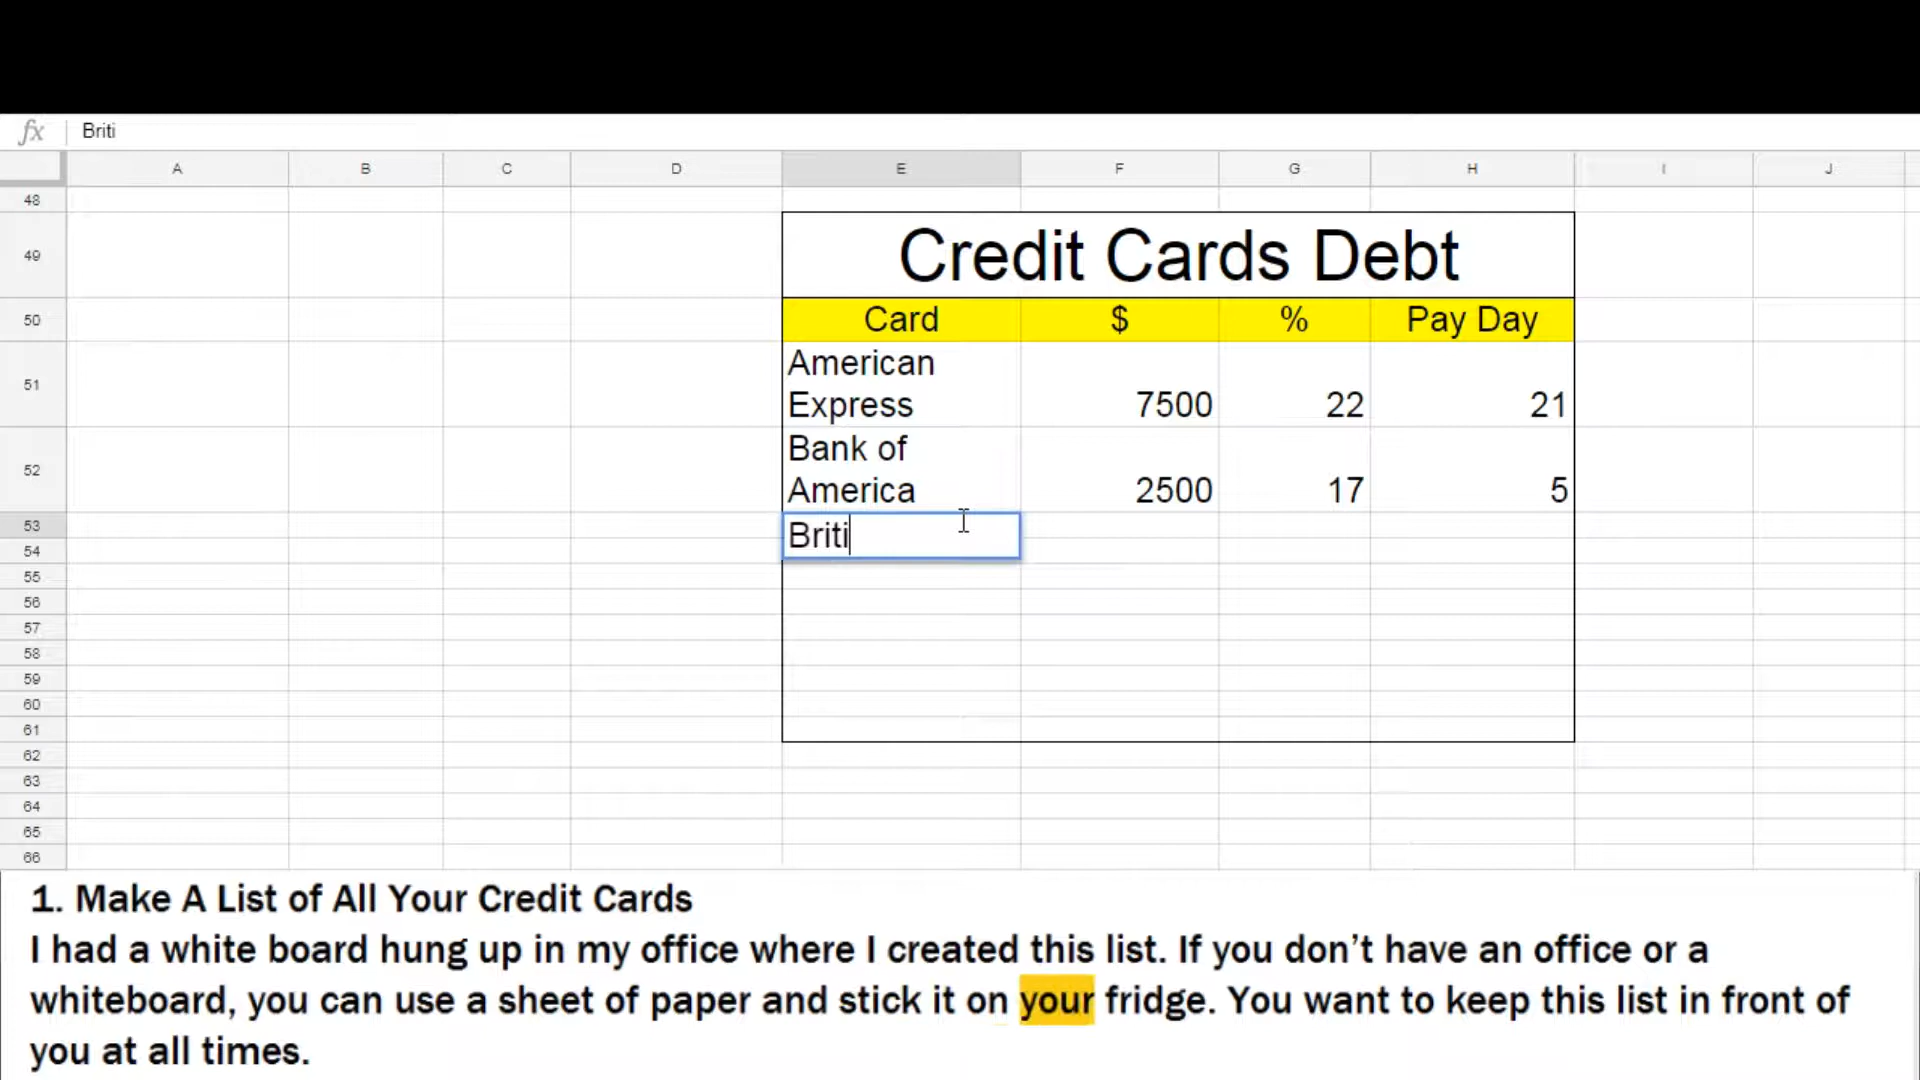 fx Briti
A B C D E F G H I J
48
49 Credit Cards Debt
50 Card $ % Pay Day
American
51 Express 7500 22 21
Bank of
52 America 2500 17 5
53 Briti
54
55
56
57
58
59
60
61
62
63
64
65
66
1. Make A List of All Your Credit Cards
I had a white board hung up in my office where I created this list. If you don’t have an office or a
whiteboard, you can use a sheet of paper and stick it on your fridge. You want to keep this list in front of
you at all times.